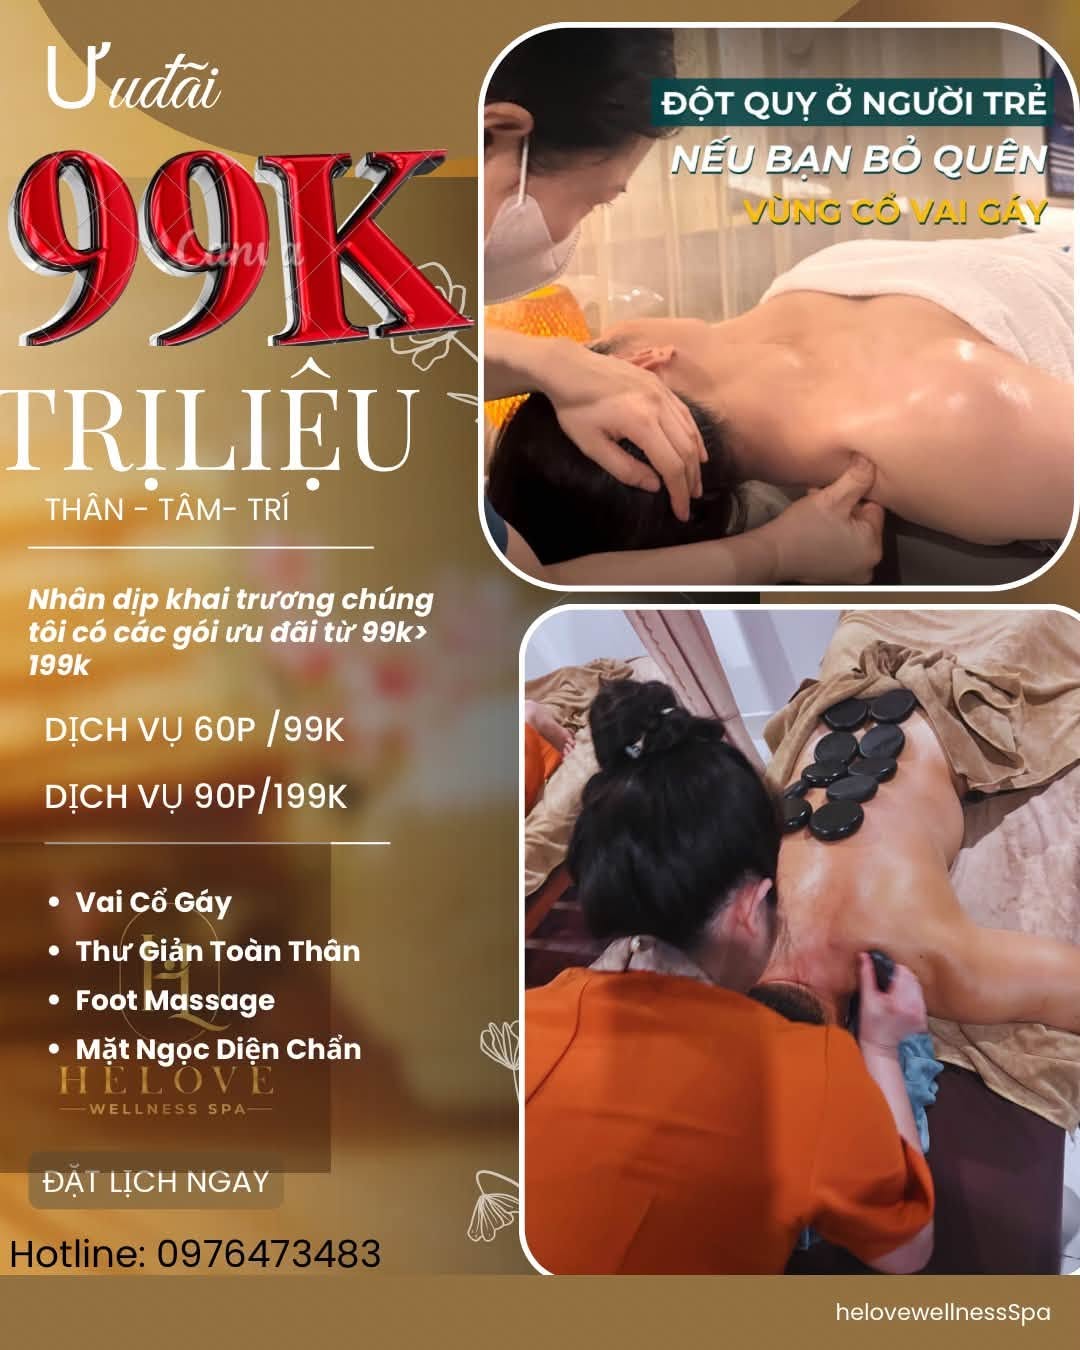 Ưu đãi
99K
Canva
TRỊLIỆU
THÂN - TÂM- TRÍ
Nhân dịp khai trương chúng
tôi có các gói ưu đãi từ 99k>
199k
DỊCH VỤ 60P /99K
DỊCH VỤ 90P/199K
• Vai Cổ Gáy
• Thư Giản Toàn Thân
• Foot Massage
• Mặt Ngọc Diện Chẩn
HL
HELOVE
WELLNESS SPA
ĐẶT LỊCH NGAY
Hotline: 0976473483
ĐỘT QUỴ Ở NGƯỜI TRẺ
NẾU BẠN BỎ QUÊN
VÙNG CỔ VAI GÁY
helovewellnessSpa